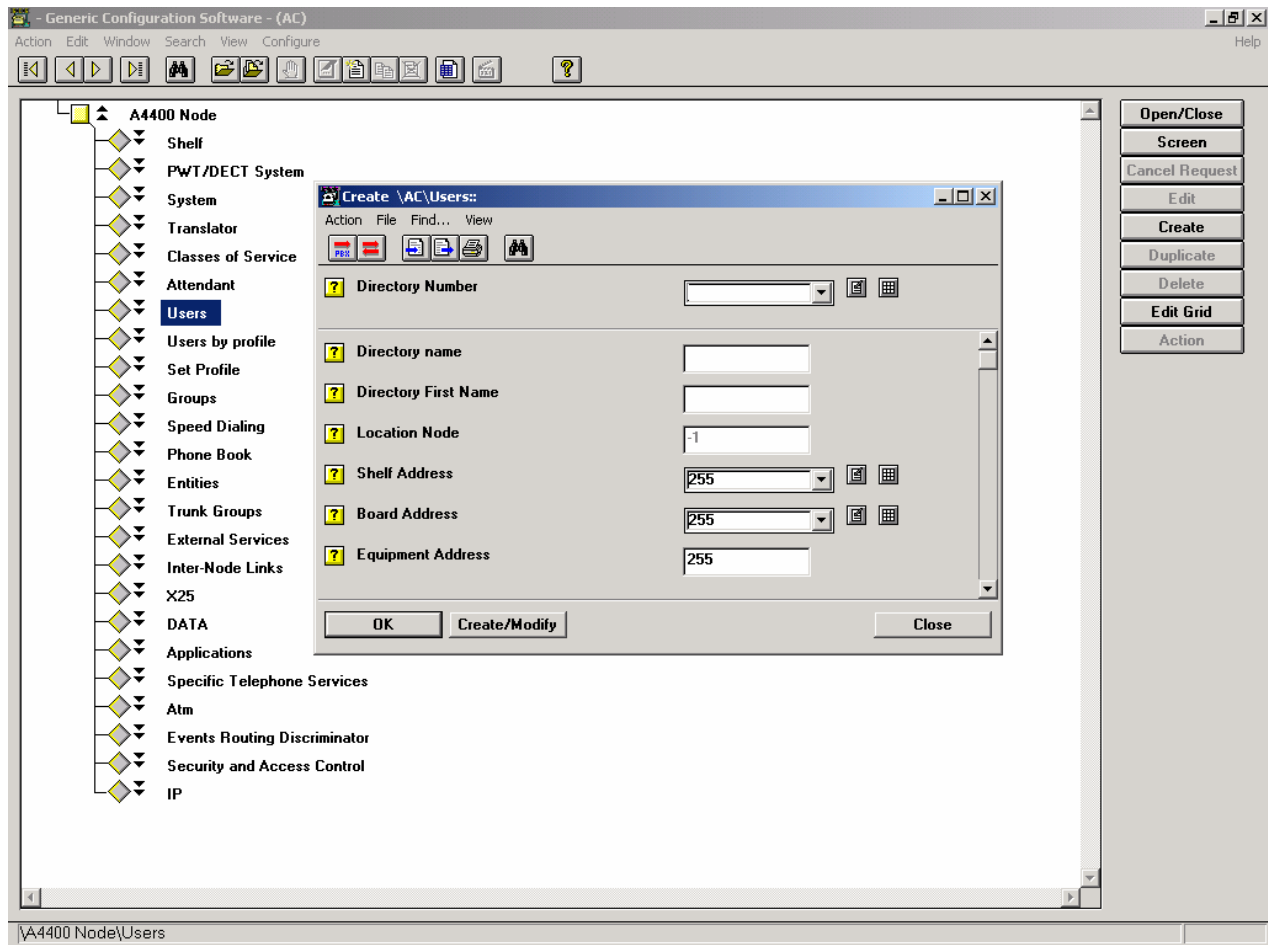 - Generic Configuration Software - (AC)
Action Edit Window Search View Configure Help
A4400 Node
Shelf
PWT/DECT System
System
Translator
Classes of Service
Attendant
Users
Users by profile
Set Profile
Groups
Speed Dialing
Phone Book
Entities
Trunk Groups
External Services
Inter-Node Links
X25
DATA
Applications
Specific Telephone Services
Atm
Events Routing Discriminator
Security and Access Control
IP
Create \AC\Users::
Action File Find... View
PBX
Directory Number
Directory name
Directory First Name
Location Node -1
Shelf Address 255
Board Address 255
Equipment Address 255
OK Create/Modify Close
Open/Close
Screen
Cancel Request
Edit
Create
Duplicate
Delete
Edit Grid
Action
\A4400 Node\Users